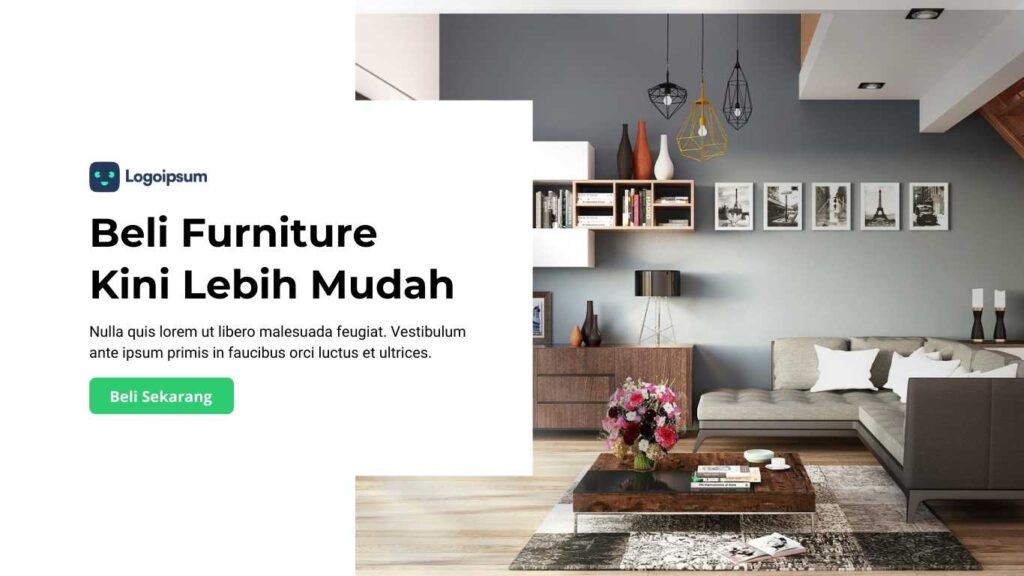 Logoipsum
Beli Furniture
Kini Lebih Mudah
Nulla quis lorem ut libero malesuada feugiat. Vestibulum
ante ipsum primis in faucibus orci luctus et ultrices.
Beli Sekarang